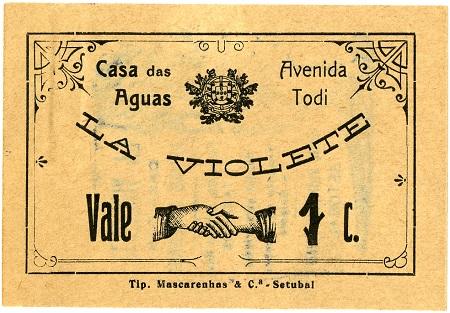 Casa das Aguas
Avenida Todi
LA VIOLETE
Vale 1 c.
Tip. Mascarenhas & C.ª - Setubal